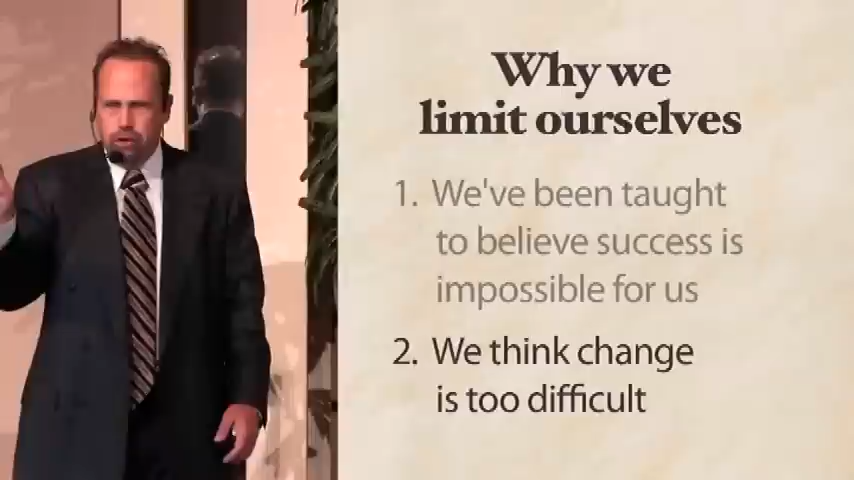 Why we
limit ourselves
1. We've been taught
to believe success is
impossible for us
2. We think change
is too difficult